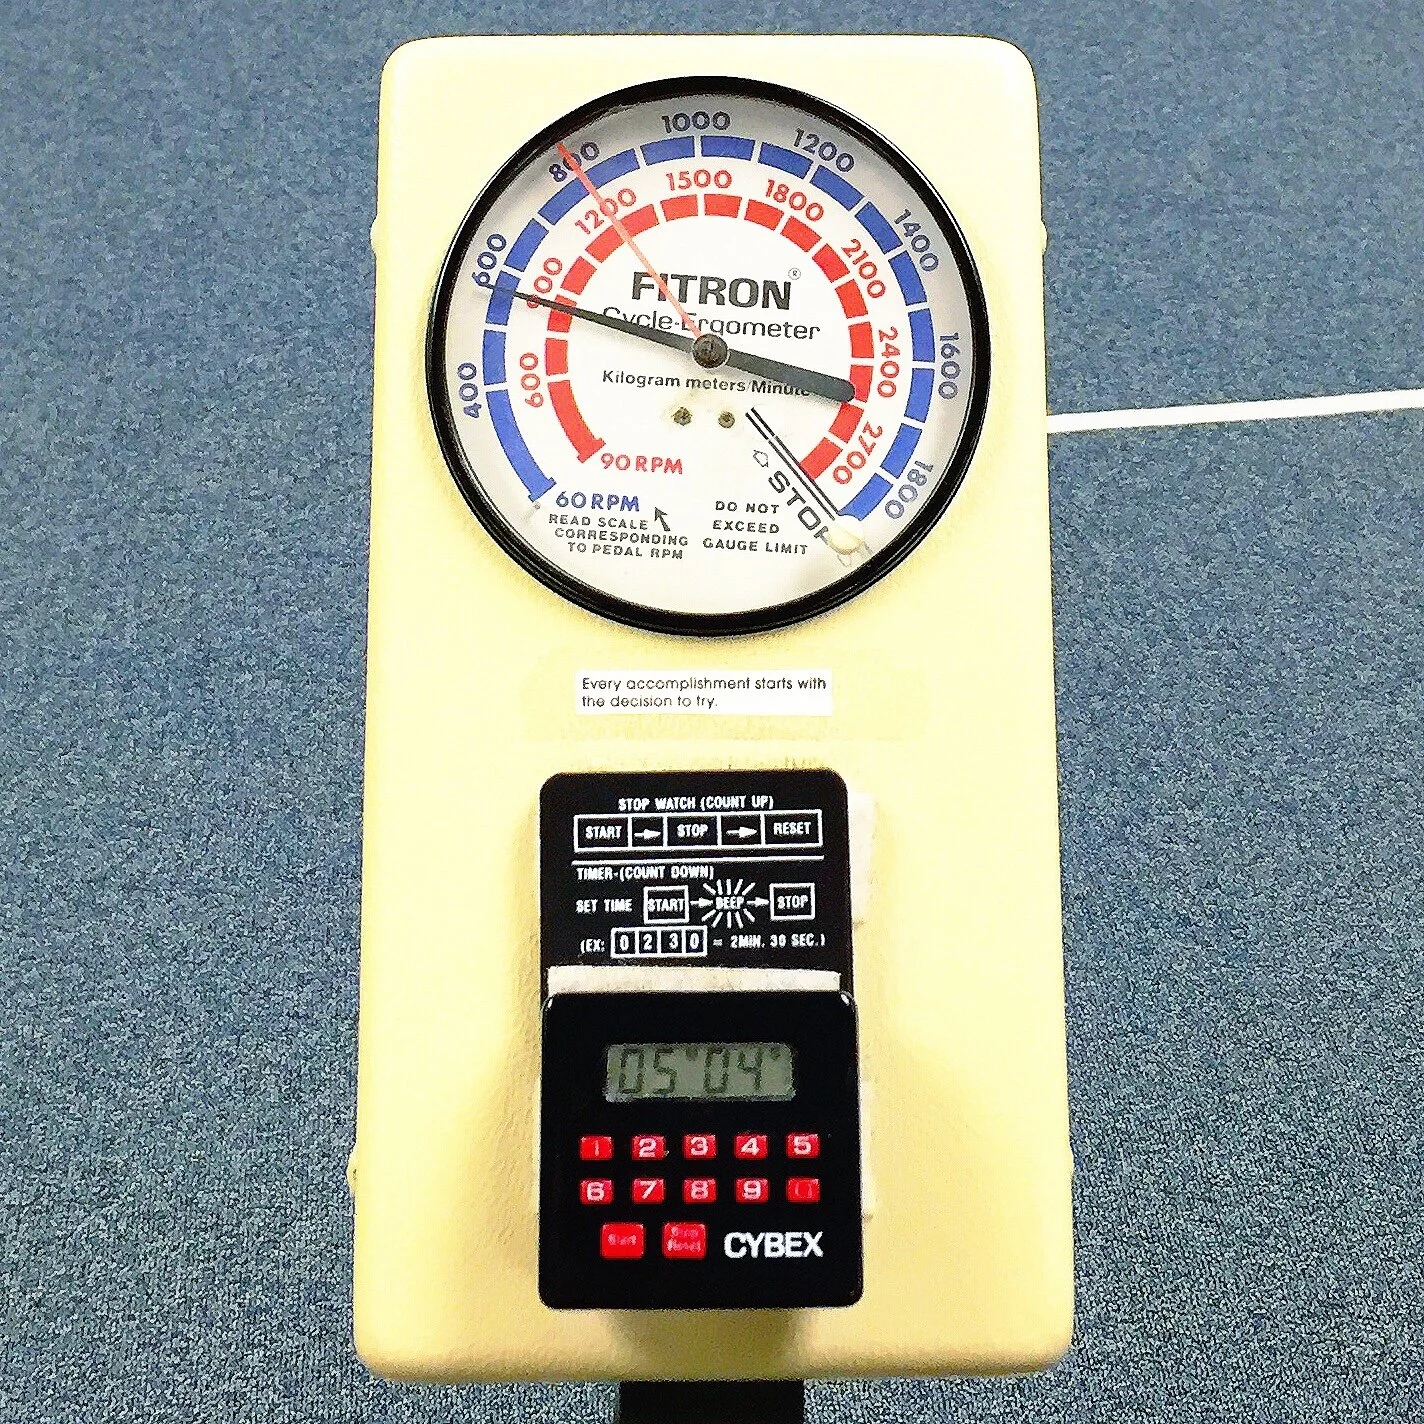 1000
800
1200
600
1400
400
1600
1800
1500
1200
1800
900
2100
600
2400
2700
FITRON®
Cycle-Ergometer
Kilogram meters/Minute
90 RPM
60 RPM
READ SCALE
CORRESPONDING
TO PEDAL RPM
DO NOT
EXCEED
GAUGE LIMIT
STOP
Every accomplishment starts with
the decision to try.
STOP WATCH (COUNT UP)
START STOP RESET
TIMER-(COUNT DOWN)
SET TIME START BEEP STOP
(EX: 0 2 3 0 = 2MIN. 30 SEC.)
05"04"
1 2 3 4 5
6 7 8 9 0
Start Stop
Reset
CYBEX